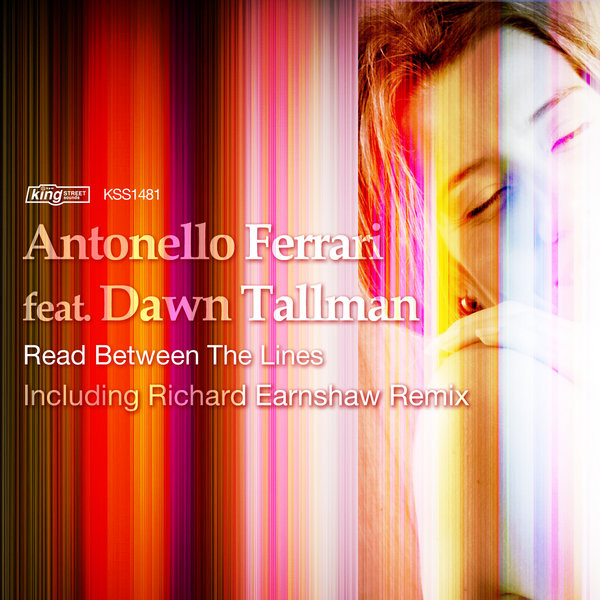 king STREET sounds KSS1481
Antonello Ferrari
feat. Dawn Tallman
Read Between The Lines
Including Richard Earnshaw Remix